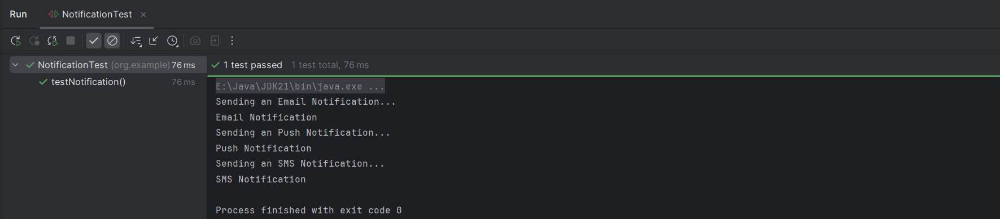 Run NotificationTest
NotificationTest (org.example) 76 ms
testNotification() 76 ms
1 test passed 1 test total, 76 ms
E:\Java\JDK21\bin\java.exe ...
Sending an Email Notification...
Email Notification
Sending an Push Notification...
Push Notification
Sending an SMS Notification...
SMS Notification
Process finished with exit code 0